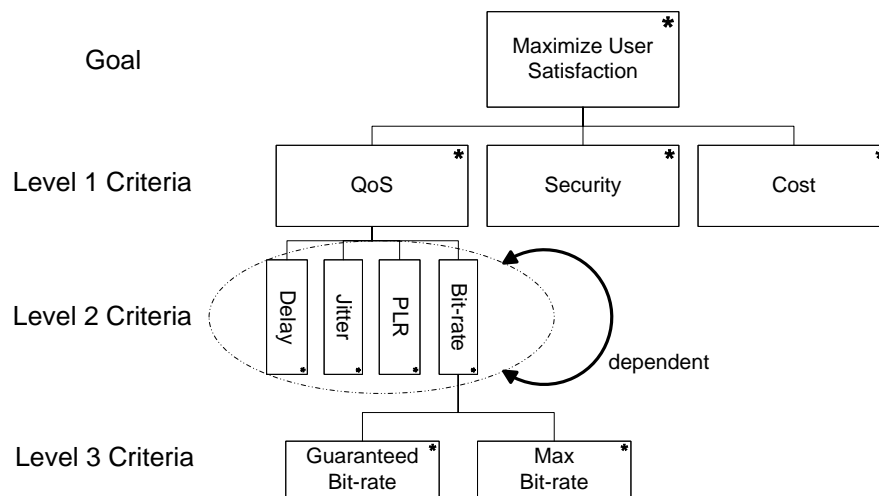 Goal
Maximize User
Satisfaction
*
Level 1 Criteria
QoS
*
Security
*
Cost
*
Level 2 Criteria
Delay
*
Jitter
*
PLR
*
Bit-rate
*
dependent
Level 3 Criteria
Guaranteed
Bit-rate
*
Max
Bit-rate
*